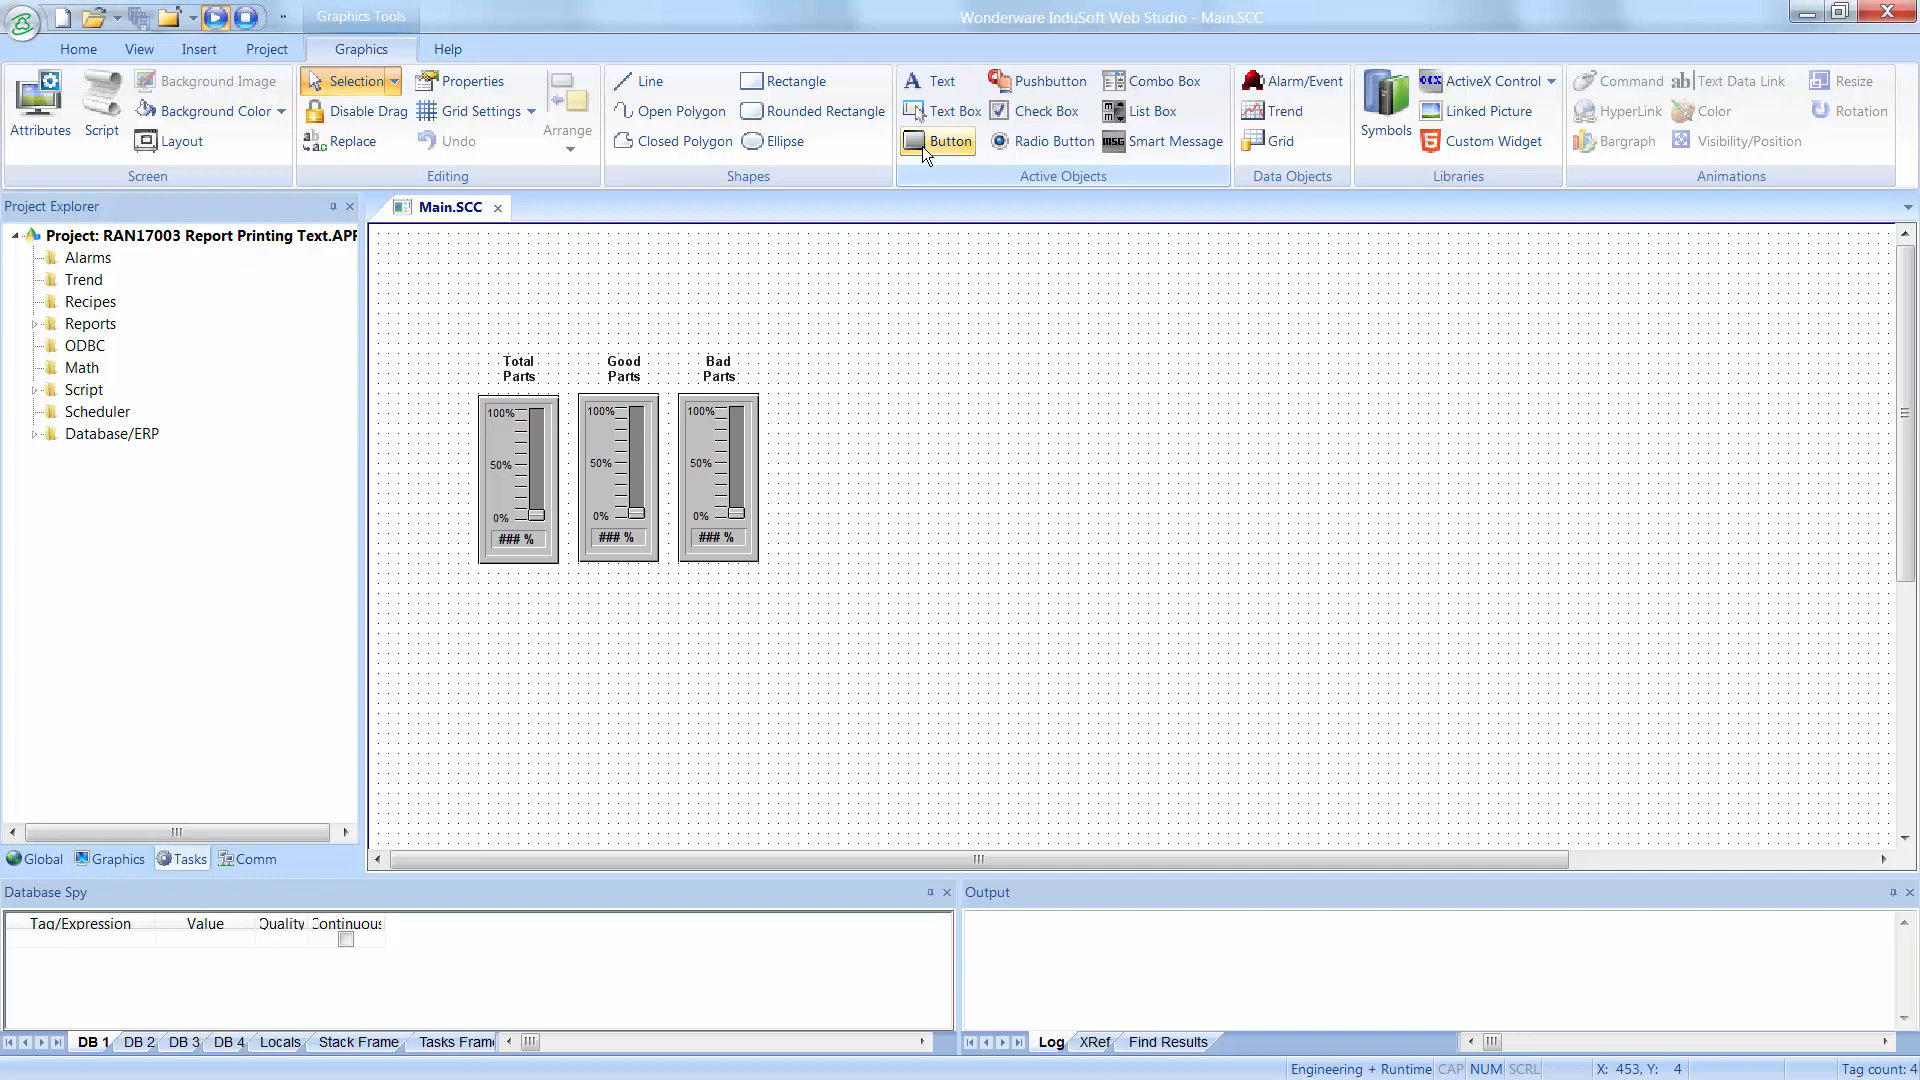 Graphics Tools
Wonderware InduSoft Web Studio - Main.SCC
Home View Insert Project Graphics Help
Attributes
Script
Background Image
Background Color
Layout
Screen
Selection
Disable Drag
Replace
Properties
Grid Settings
Undo
Arrange
Editing
Line
Open Polygon
Closed Polygon
Rectangle
Rounded Rectangle
Ellipse
Shapes
A Text
Text Box
Button
Pushbutton
Check Box
Radio Button
Combo Box
List Box
MSG Smart Message
Active Objects
Alarm/Event
Trend
Grid
Data Objects
Symbols
ActiveX Control
Linked Picture
Custom Widget
Libraries
Command
HyperLink
Bargraph
ab Text Data Link
Color
Visibility/Position
Resize
Rotation
Animations
Project Explorer
Project: RAN17003 Report Printing Text.APP
Alarms
Trend
Recipes
Reports
ODBC
Math
Script
Scheduler
Database/ERP
Global Graphics Tasks Comm
Main.SCC
Total Parts
Good Parts
Bad Parts
100% 100% 100%
50% 50% 50%
0% 0% 0%
### % ### % ### %
Database Spy
Tag/Expression Value Quality Continuous
DB 1 DB 2 DB 3 DB 4 Locals Stack Frame Tasks Frame
Output
Log XRef Find Results
Engineering + Runtime CAP NUM SCRL X: 453, Y: 4 Tag count: 4